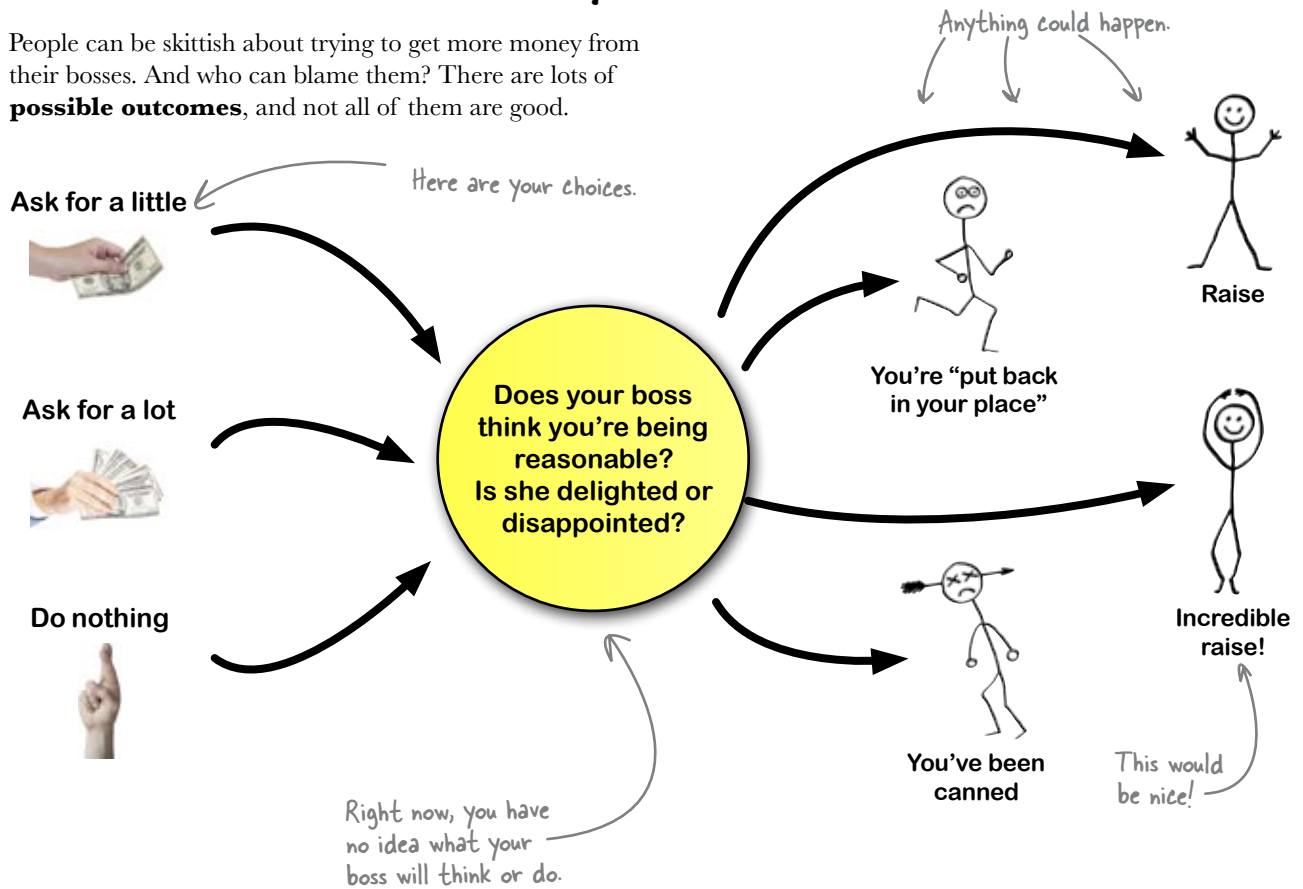 People can be skittish about trying to get more money from
their bosses. And who can blame them? There are lots of
possible outcomes, and not all of them are good.
Anything could happen.
Here are your choices.
Ask for a little
Ask for a lot
Do nothing
Does your boss
think you're being
reasonable?
Is she delighted or
disappointed?
Right now, you have
no idea what your
boss will think or do.
Raise
You're “put back
in your place”
Incredible
raise!
You've been
canned
This would
be nice!